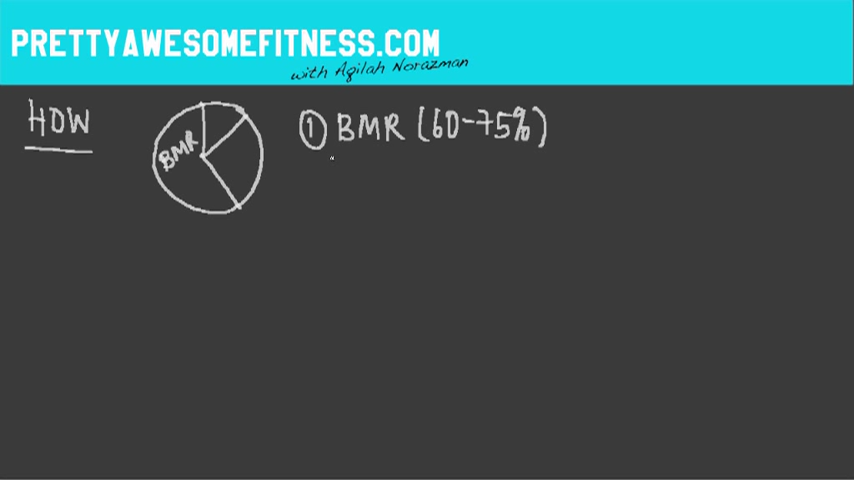 PRETTYAWESOMEFITNESS.COM
with Aqilah Norazman
HOW
BMR
① BMR (60-75%)